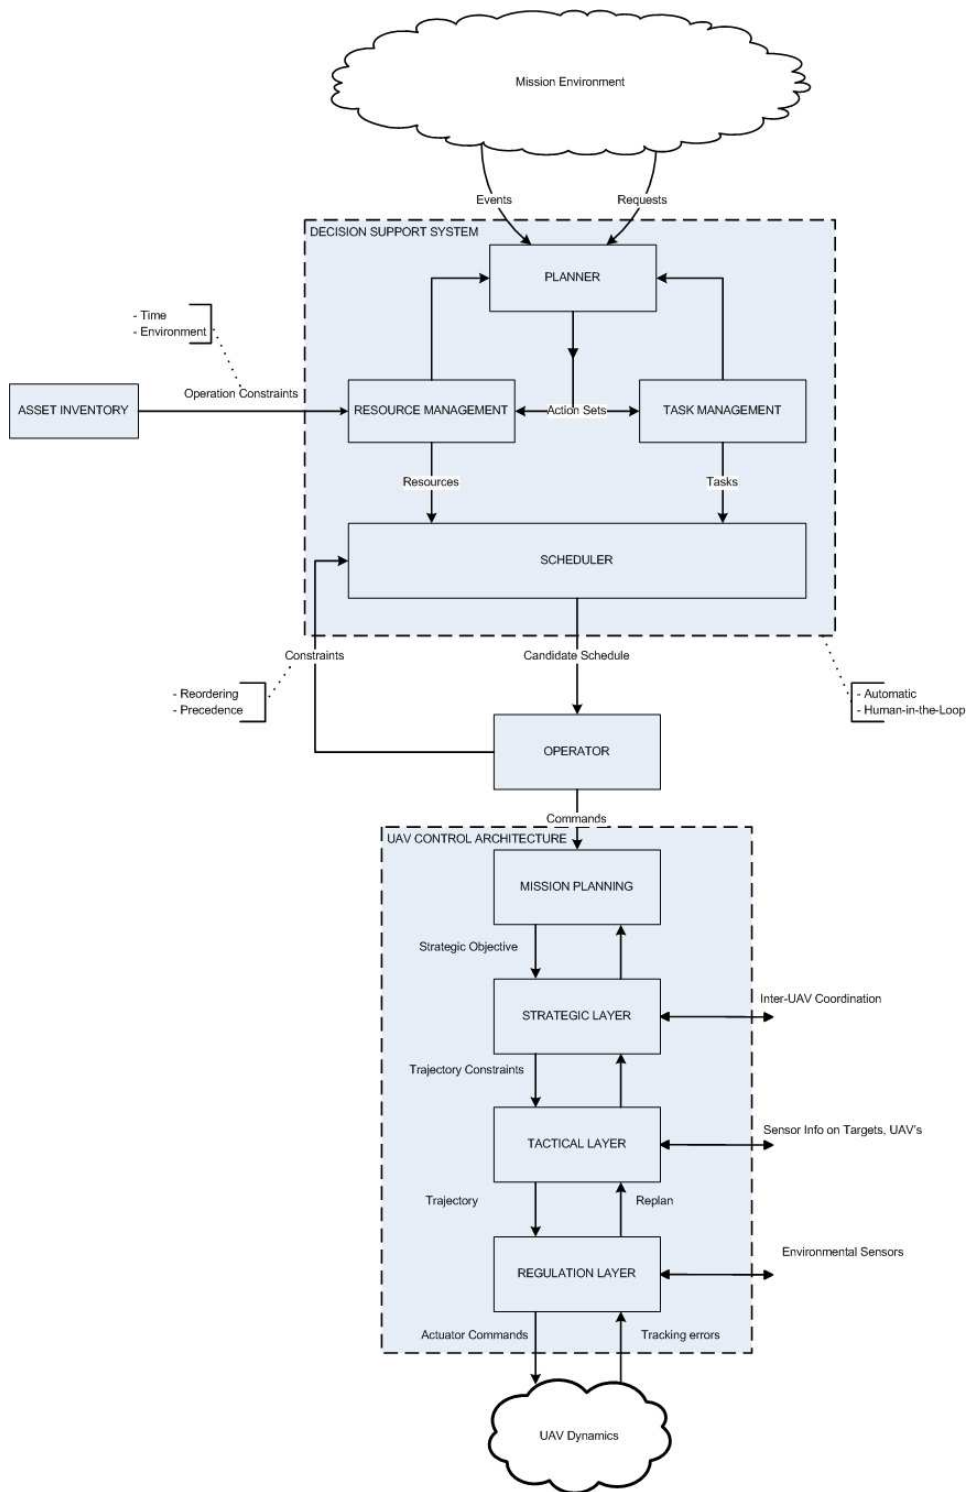 Mission Environment
Events
Requests
DECISION SUPPORT SYSTEM
PLANNER
- Time
- Environment
Operation Constraints
ASSET INVENTORY
RESOURCE MANAGEMENT
Action Sets
TASK MANAGEMENT
Resources
Tasks
SCHEDULER
Constraints
Candidate Schedule
- Reordering
- Precedence
- Automatic
- Human-in-the-Loop
OPERATOR
Commands
UAV CONTROL ARCHITECTURE
MISSION PLANNING
Strategic Objective
Inter-UAV Coordination
STRATEGIC LAYER
Trajectory Constraints
Sensor Info on Targets, UAV's
TACTICAL LAYER
Trajectory
Replan
Environmental Sensors
REGULATION LAYER
Actuator Commands
Tracking errors
UAV Dynamics